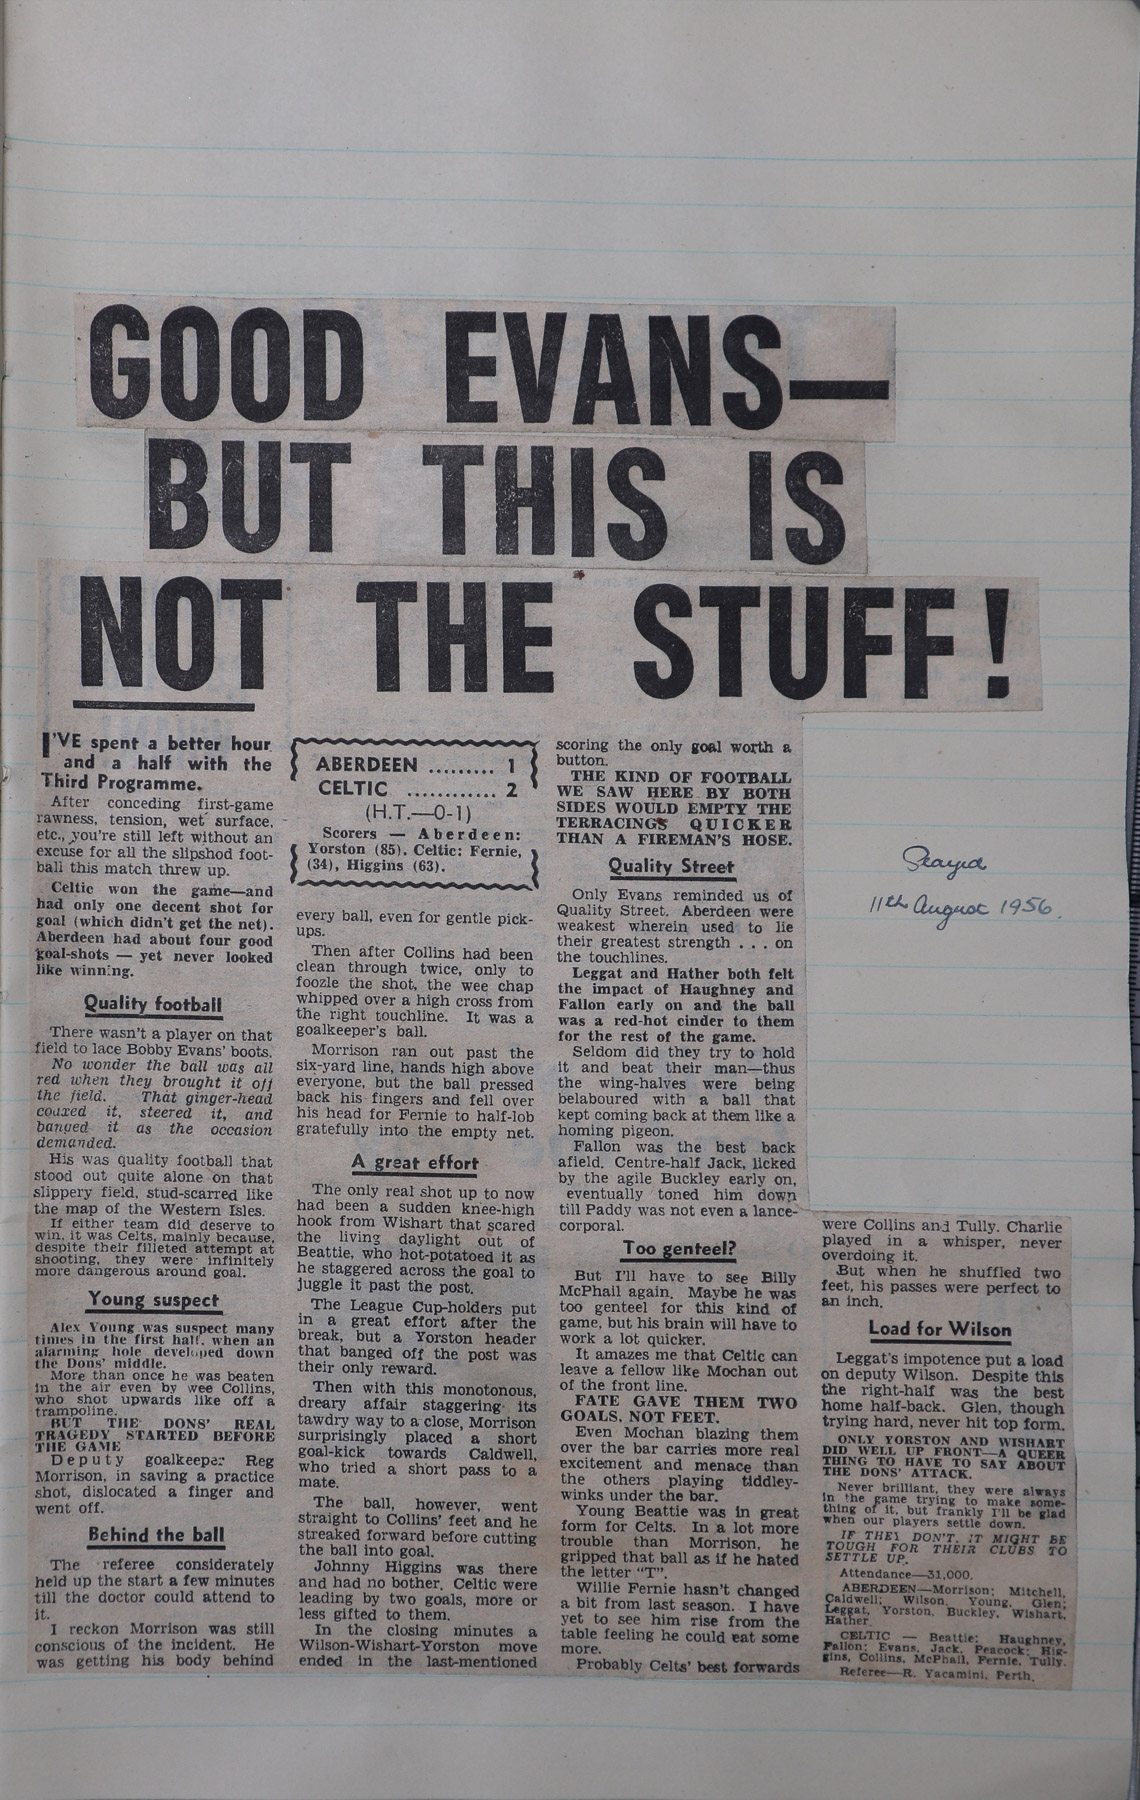 GOOD EVANS—
BUT THIS IS
NOT THE STUFF!
I'VE spent a better hour
and a half with the
Third Programme.
After conceding first-game
rawness, tension, wet surface,
etc., you're still left without an
excuse for all the slipshod foot-
ball this match threw up.
Celtic won the game—and
had only one decent shot for
goal (which didn't get the net).
Aberdeen had about four good
goal-shots — yet never looked
like winning.
Quality football
There wasn't a player on that
field to lace Bobby Evans' boots.
No wonder the ball was all
red when they brought it off
the field. That ginger-head
coaxed it, steered it, and
banged it as the occasion
demanded.
His was quality football that
stood out quite alone on that
slippery field, stud-scarred like
the map of the Western Isles.
If either team did deserve to
win, it was Celts, mainly because,
despite their filleted attempt at
shooting, they were infinitely
more dangerous around goal.
Young suspect
Alex Young was suspect many
times in the first half, when an
alarming hole developed down
the Dons' middle.
More than once he was beaten
in the air even by wee Collins,
who shot upwards like off a
trampoline.
BUT THE DONS' REAL
TRAGEDY STARTED BEFORE
THE GAME
Deputy goalkeeper Reg
Morrison, in saving a practice
shot, dislocated a finger and
went off.
Behind the ball
The referee considerately
held up the start a few minutes
till the doctor could attend to
it.
I reckon Morrison was still
conscious of the incident. He
was getting his body behind
ABERDEEN ......... 1
CELTIC ............ 2
(H.T.—0-1)
Scorers — Aberdeen:
Yorston (85). Celtic: Fernie,
(34), Higgins (63).
every ball, even for gentle pick-
ups.
Then after Collins had been
clean through twice, only to
foozle the shot, the wee chap
whipped over a high cross from
the right touchline. It was a
goalkeeper's ball.
Morrison ran out past the
six-yard line, hands high above
everyone, but the ball pressed
back his fingers and fell over
his head for Fernie to half-lob
gratefully into the empty net.
A great effort
The only real shot up to now
had been a sudden knee-high
hook from Wishart that scared
the living daylight out of
Beattie, who hot-potatoed it as
he staggered across the goal to
juggle it past the post.
The League Cup-holders put
in a great effort after the
break, but a Yorston header
that banged off the post was
their only reward.
Then with this monotonous,
dreary affair staggering its
tawdry way to a close, Morrison
surprisingly placed a short
goal-kick towards Caldwell,
who tried a short pass to a
mate.
The ball, however, went
straight to Collins' feet and he
streaked forward before cutting
the ball into goal.
Johnny Higgins was there
and had no bother. Celtic were
leading by two goals, more or
less gifted to them.
In the closing minutes a
Wilson-Wishart-Yorston move
ended in the last-mentioned
scoring the only goal worth a
button.
THE KIND OF FOOTBALL
WE SAW HERE BY BOTH
SIDES WOULD EMPTY THE
TERRACINGS QUICKER
THAN A FIREMAN'S HOSE.
Quality Street
Only Evans reminded us of
Quality Street. Aberdeen were
weakest wherein used to lie
their greatest strength . . . on
the touchlines.
Leggat and Hather both felt
the impact of Haughney and
Fallon early on and the ball
was a red-hot cinder to them
for the rest of the game.
Seldom did they try to hold
it and beat their man—thus
the wing-halves were being
belaboured with a ball that
kept coming back at them like a
homing pigeon.
Fallon was the best back
afield. Centre-half Jack, licked
by the agile Buckley early on,
eventually toned him down
till Paddy was not even a lance-
corporal.
Too genteel?
But I'll have to see Billy
McPhail again. Maybe he was
too genteel for this kind of
game, but his brain will have to
work a lot quicker.
It amazes me that Celtic can
leave a fellow like Mochan out
of the front line.
FATE GAVE THEM TWO
GOALS, NOT FEET.
Even Mochan blazing them
over the bar carries more real
excitement and menace than
the others playing tiddley-
winks under the bar.
Young Beattie was in great
form for Celts. In a lot more
trouble than Morrison, he
gripped that ball as if he hated
the letter "T".
Willie Fernie hasn't changed
a bit from last season. I have
yet to see him rise from the
table feeling he could eat some
more.
Probably Celts' best forwards
were Collins and Tully. Charlie
played in a whisper, never
overdoing it.
But when he shuffled two
feet, his passes were perfect to
an inch.
Load for Wilson
Leggat's impotence put a load
on deputy Wilson. Despite this
the right-half was the best
home half-back. Glen, though
trying hard, never hit top form.
ONLY YORSTON AND WISHART
DID WELL UP FRONT—A QUEER
THING TO HAVE TO SAY ABOUT
THE DONS' ATTACK.
Never brilliant, they were always
in the game trying to make some-
thing of it, but frankly I'll be glad
when our players settle down.
IF THEY DON'T, IT MIGHT BE
TOUGH FOR THEIR CLUBS TO
SETTLE UP.
Attendance—31,000.
ABERDEEN—Morrison; Mitchell,
Caldwell; Wilson, Young, Glen;
Leggat, Yorston, Buckley, Wishart,
Hather.
CELTIC — Beattie; Haughney,
Fallon; Evans, Jack, Peacock; Hig-
gins, Collins, McPhail, Fernie, Tully.
Referee—R. Yacamini, Perth.
Played
11th August 1956.